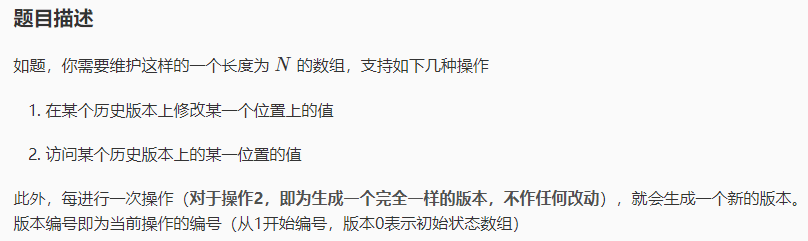 题目描述
如题，你需要维护这样的一个长度为 N 的数组，支持如下几种操作
1. 在某个历史版本上修改某一个位置上的值
2. 访问某个历史版本上的某一位置的值
此外，每进行一次操作（对于操作2，即为生成一个完全一样的版本，不作任何改动），就会生成一个新的版本。
版本编号即为当前操作的编号（从1开始编号，版本0表示初始状态数组）